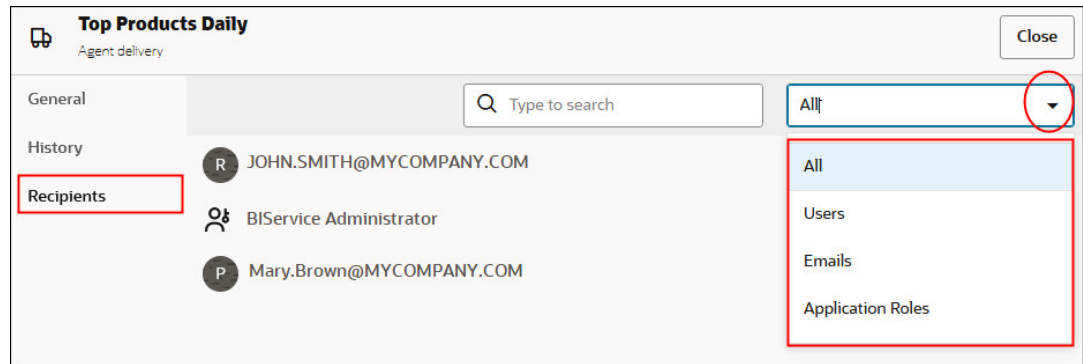 Top Products Daily
Agent delivery
Close
General
Type to search
All
History
R JOHN.SMITH@MYCOMPANY.COM
All
Recipients
BIService Administrator
Users
P Mary.Brown@MYCOMPANY.COM
Emails
Application Roles